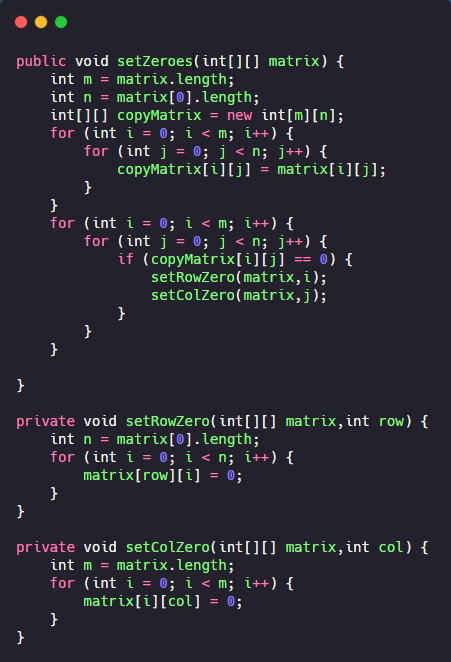 public void setZeroes(int[][] matrix) {
    int m = matrix.length;
    int n = matrix[0].length;
    int[][] copyMatrix = new int[m][n];
    for (int i = 0; i < m; i++) {
        for (int j = 0; j < n; j++) {
            copyMatrix[i][j] = matrix[i][j];
        }
    }
    for (int i = 0; i < m; i++) {
        for (int j = 0; j < n; j++) {
            if (copyMatrix[i][j] == 0) {
                setRowZero(matrix,i);
                setColZero(matrix,j);
            }
        }
    }

}

private void setRowZero(int[][] matrix,int row) {
    int n = matrix[0].length;
    for (int i = 0; i < n; i++) {
        matrix[row][i] = 0;
    }
}

private void setColZero(int[][] matrix,int col) {
    int m = matrix.length;
    for (int i = 0; i < m; i++) {
        matrix[i][col] = 0;
    }
}